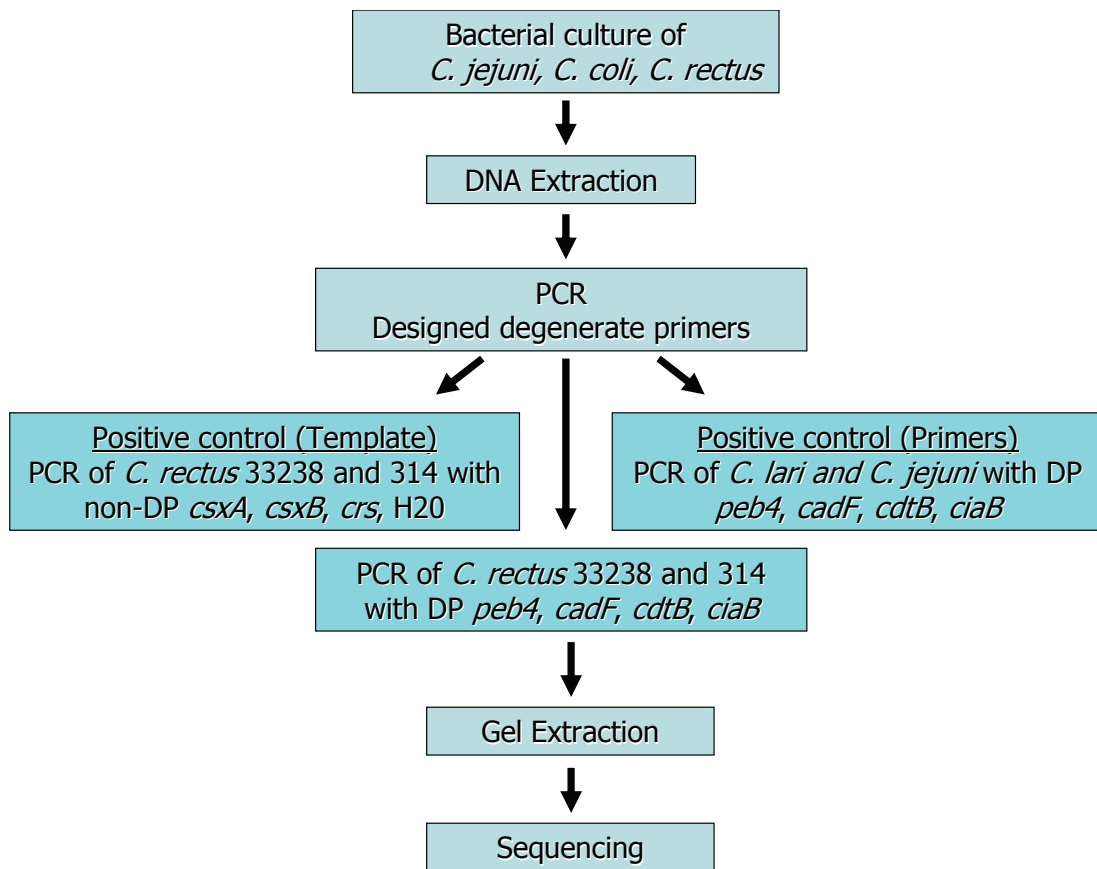 Bacterial culture of
C. jejuni, C. coli, C. rectus
DNA Extraction
PCR
Designed degenerate primers
Positive control (Template)
PCR of C. rectus 33238 and 314 with
non-DP csxA, csxB, crs, H20
Positive control (Primers)
PCR of C. lari and C. jejuni with DP
peb4, cadF, cdtB, ciaB
PCR of C. rectus 33238 and 314
with DP peb4, cadF, cdtB, ciaB
Gel Extraction
Sequencing